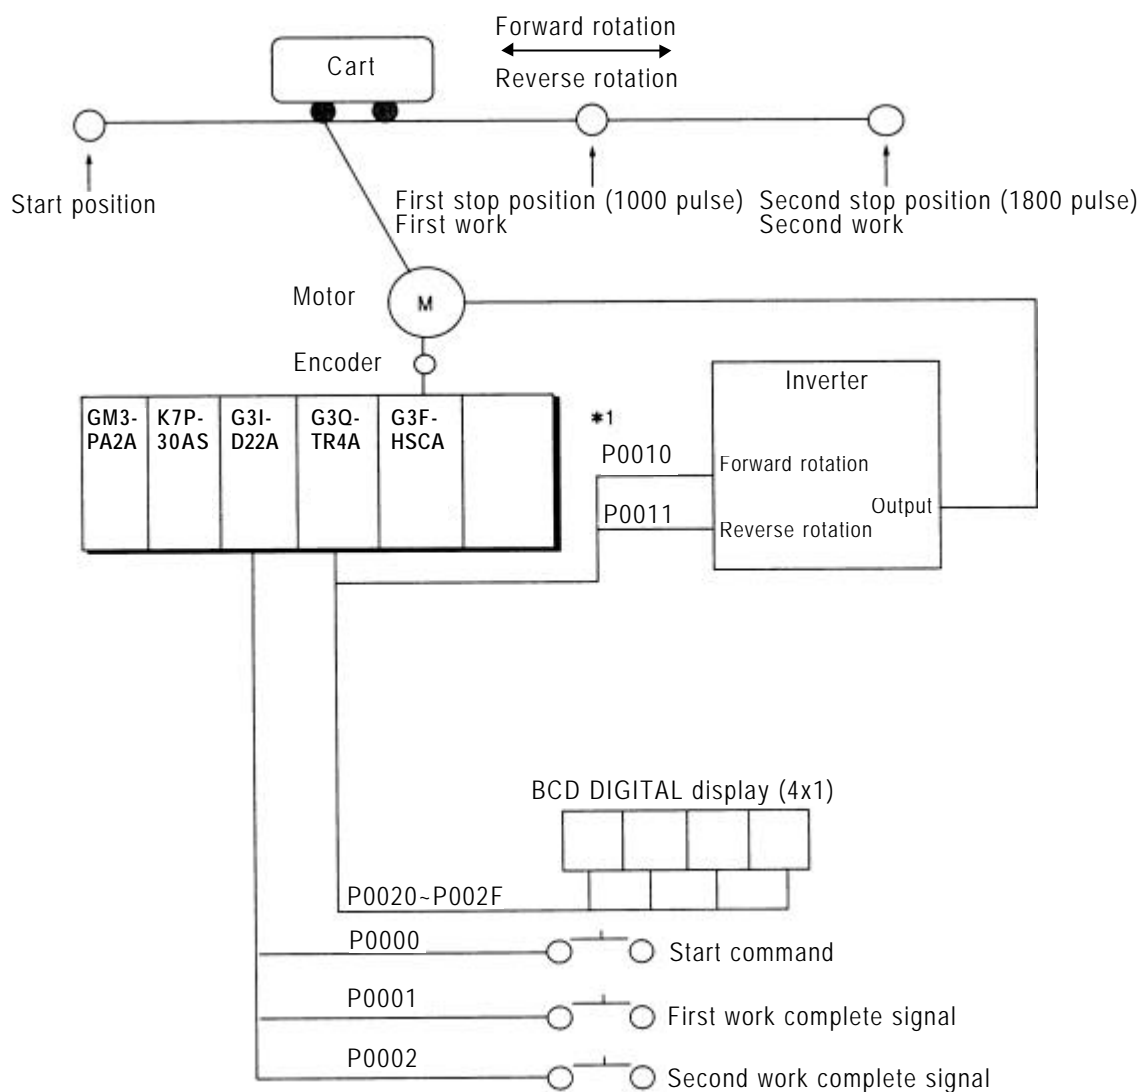 Forward rotation
Cart
Reverse rotation
Start position
First stop position (1000 pulse)
First work
Second stop position (1800 pulse)
Second work
Motor
M
Encoder
Inverter
GM3-
PA2A
K7P-
30AS
G3I-
D22A
G3Q-
TR4A
G3F-
HSCA
*1
P0010
Forward rotation
P0011
Output
Reverse rotation
BCD DIGITAL display (4x1)
P0020~P002F
P0000
Start command
P0001
First work complete signal
P0002
Second work complete signal